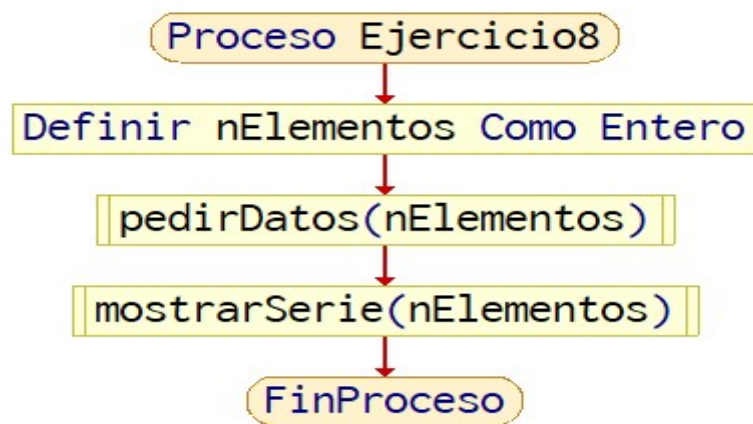 Proceso Ejercicio8
Definir nElementos Como Entero
pedirDatos(nElementos)
mostrarSerie(nElementos)
FinProceso